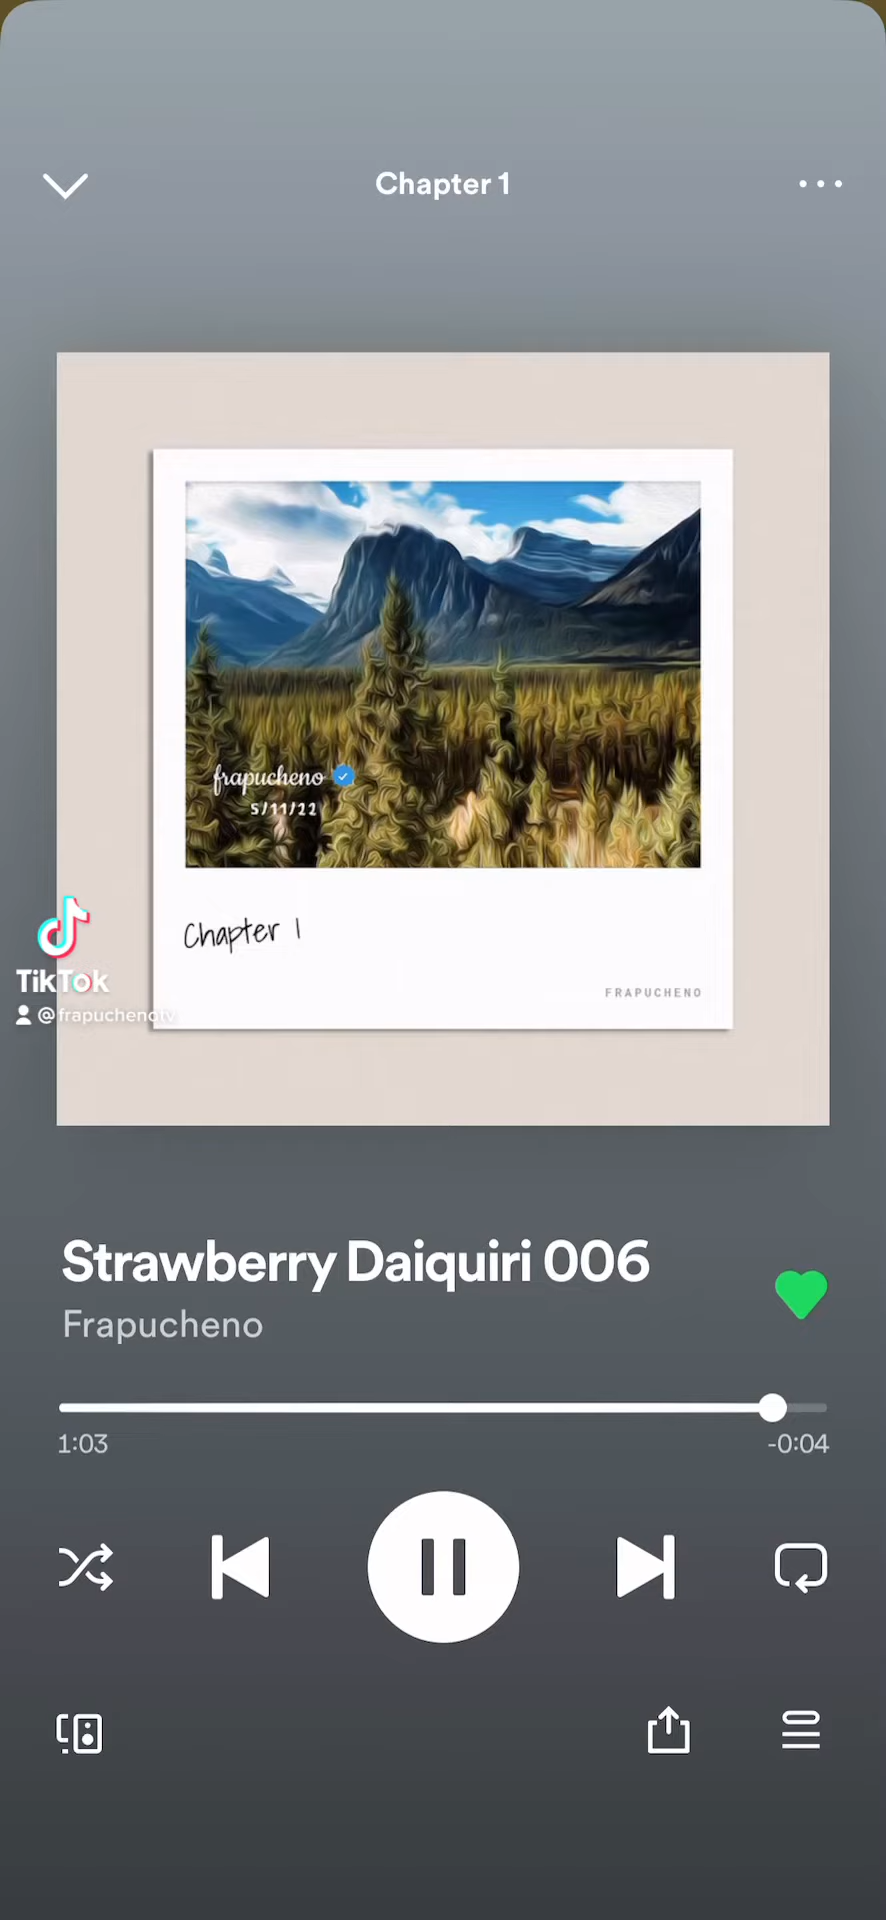 Chapter 1
frapucheno
5/11/22
Chapter 1
FRAPUCHENO
TikTok
@frapuchenotv
Strawberry Daiquiri 006
Frapucheno
1:03
-0:04